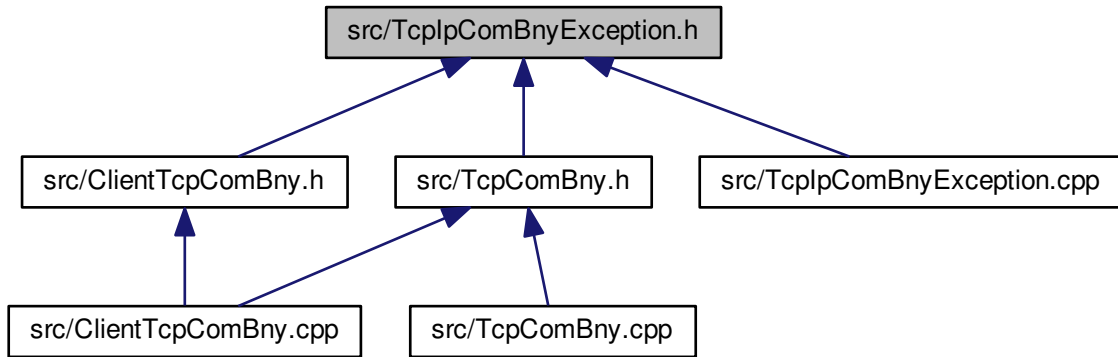 src/TcpIpComBnyException.h
src/ClientTcpComBny.h
src/TcpComBny.h
src/TcpIpComBnyException.cpp
src/ClientTcpComBny.cpp
src/TcpComBny.cpp